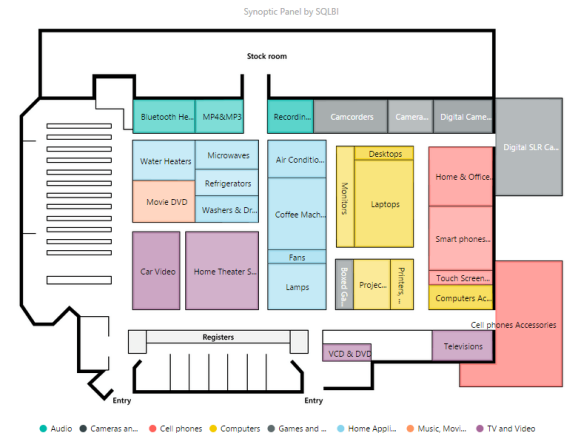 Synoptic Panel by SQLBI
Stock room
Bluetooth He...
MP4&MP3
Recordin...
Camcorders
Camera...
Digital Came...
Digital SLR Ca...
Water Heaters
Microwaves
Refrigerators
Movie DVD
Washers & Dr...
Air Conditio...
Coffee Mach...
Fans
Lamps
Monitors
Desktops
Laptops
Home & Office...
Smart phones...
Touch Screen...
Computers Ac...
Car Video
Home Theater S...
Boxed Ga...
Projec...
Printers, ...
Cell phones Accessories
Registers
VCD & DVD
Televisions
Entry
Entry
Audio
Cameras an...
Cell phones
Computers
Games and ...
Home Appli...
Music, Movi...
TV and Video